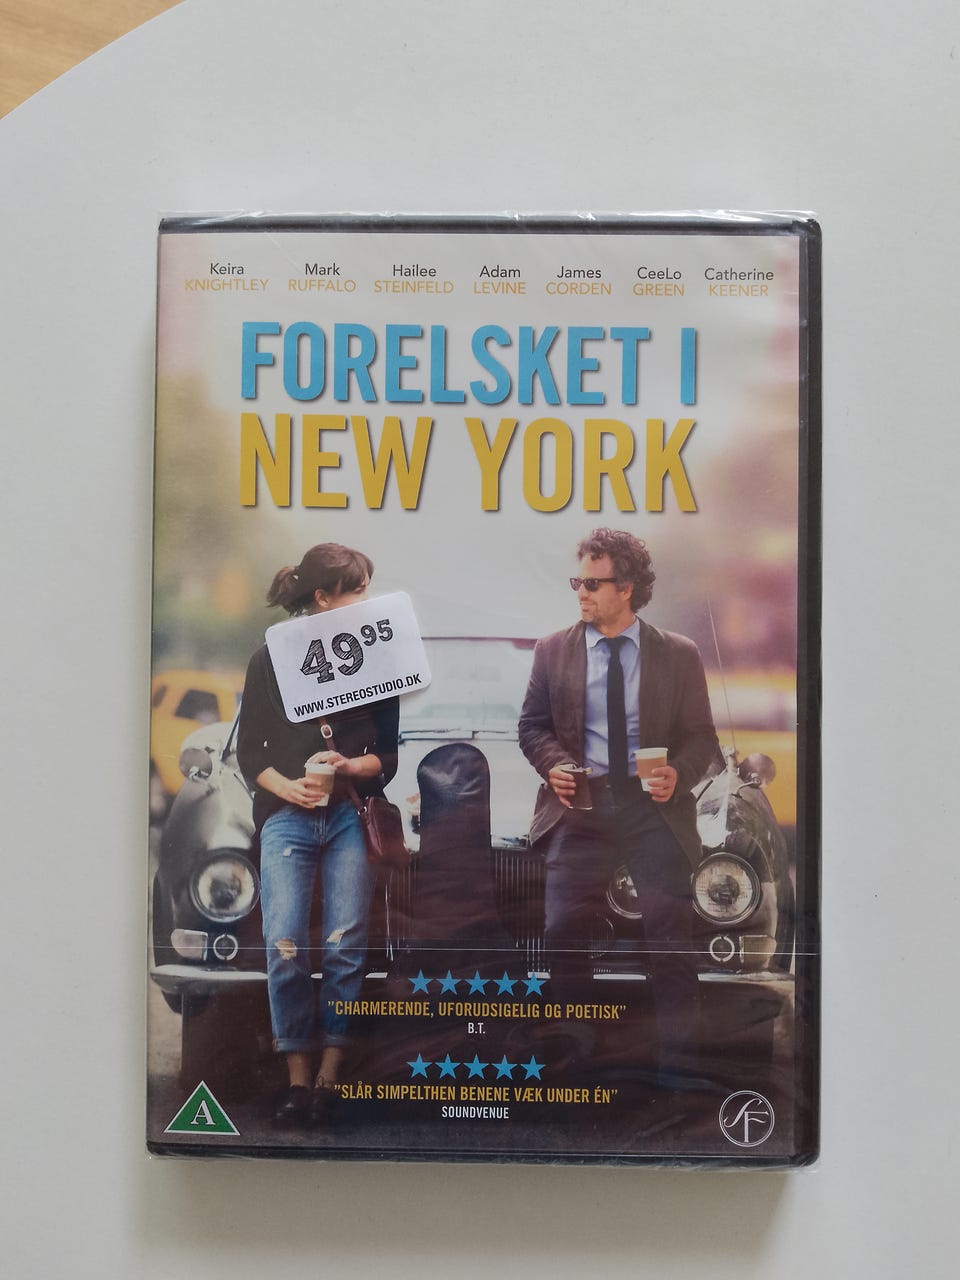 Keira Mark Hailee Adam James CeeLo Catherine
KNIGHTLEY RUFFALO STEINFELD LEVINE CORDEN GREEN KEENER
FORELSKET I
NEW YORK
49 95
WWW.STEREOSTUDIO.DK
"CHARMERENDE, UFORUDSIGELIG OG POETISK"
B.T.
"SLÅR SIMPELTHEN BENENE VÆK UNDER ÉN"
SOUNDVENUE
A
SF